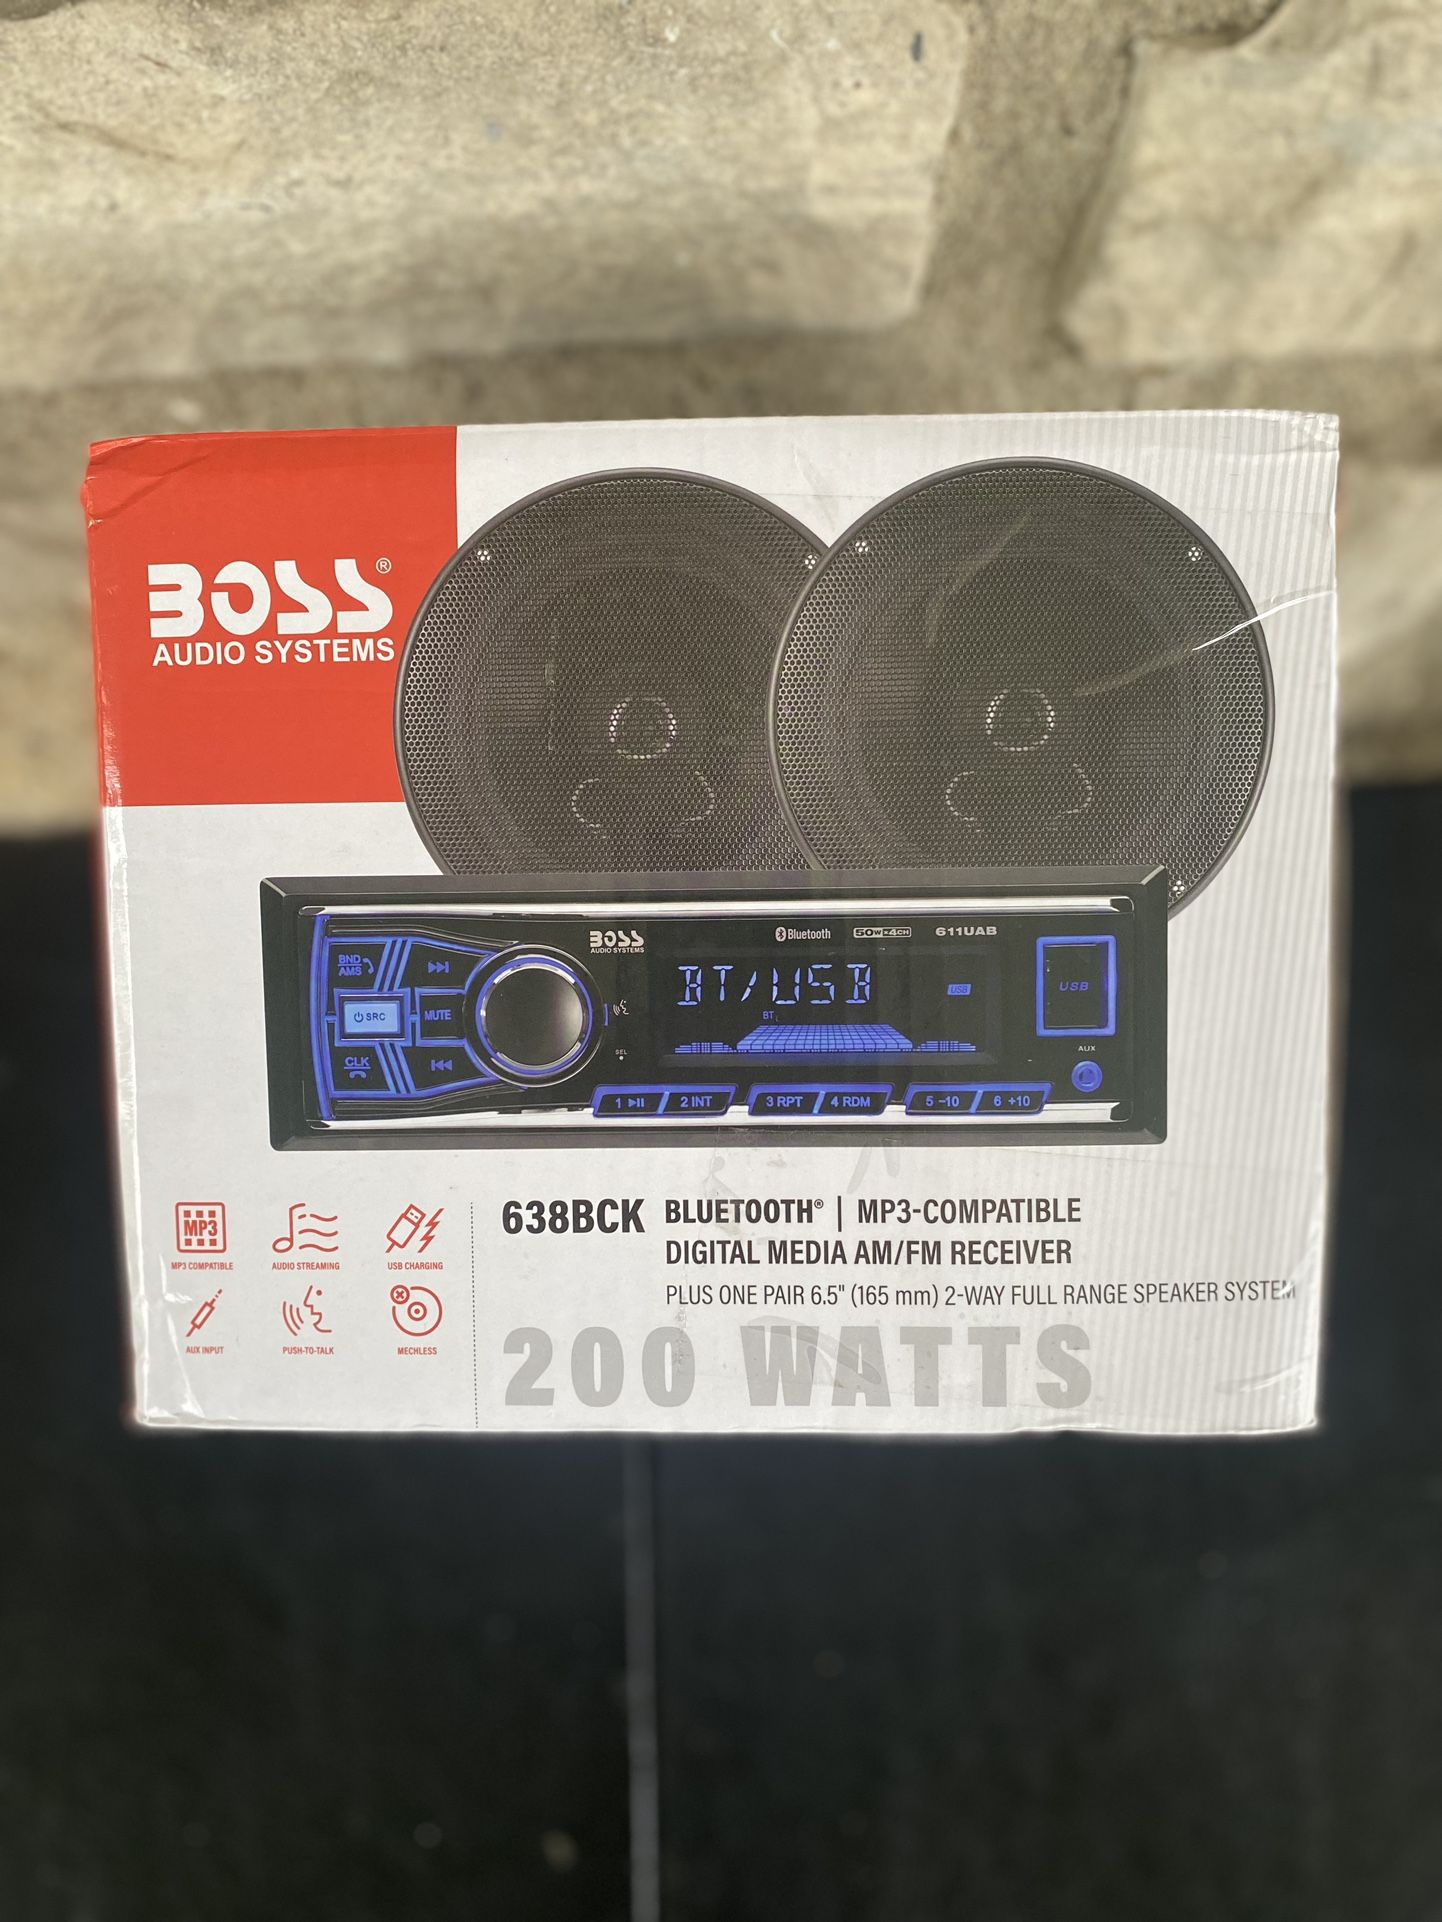 BOSS®
AUDIO SYSTEMS
BOSS
AUDIO SYSTEMS
Bluetooth
50W×4CH
611UAB
BND
AMS
SRC
MUTE
CLK
SEL
BT/USB
USB
BT
USB
AUX
1
2 INT
3 RPT
4 RDM
5 -10
6 +10
MP3
MP3 COMPATIBLE
AUDIO STREAMING
USB CHARGING
AUX INPUT
PUSH-TO-TALK
MECHLESS
638BCK
BLUETOOTH® | MP3-COMPATIBLE
DIGITAL MEDIA AM/FM RECEIVER
PLUS ONE PAIR 6.5" (165 mm) 2-WAY FULL RANGE SPEAKER SYSTEM
200 WATTS